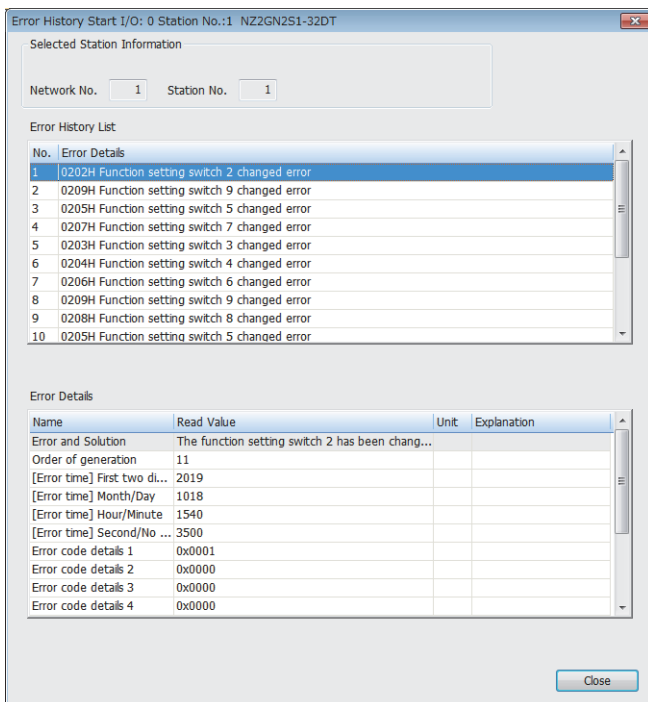 Error History Start I/O: 0 Station No.:1 NZ2GN2S1-32DT
Selected Station Information
Network No. 1 Station No. 1
Error History List
No. Error Details
1 0202H Function setting switch 2 changed error
2 0209H Function setting switch 9 changed error
3 0205H Function setting switch 5 changed error
4 0207H Function setting switch 7 changed error
5 0203H Function setting switch 3 changed error
6 0204H Function setting switch 4 changed error
7 0206H Function setting switch 6 changed error
8 0209H Function setting switch 9 changed error
9 0208H Function setting switch 8 changed error
10 0205H Function setting switch 5 changed error
Error Details
Name Read Value Unit Explanation
Error and Solution The function setting switch 2 has been chang...
Order of generation 11
[Error time] First two di... 2019
[Error time] Month/Day 1018
[Error time] Hour/Minute 1540
[Error time] Second/No ... 3500
Error code details 1 0x0001
Error code details 2 0x0000
Error code details 3 0x0000
Error code details 4 0x0000
Close